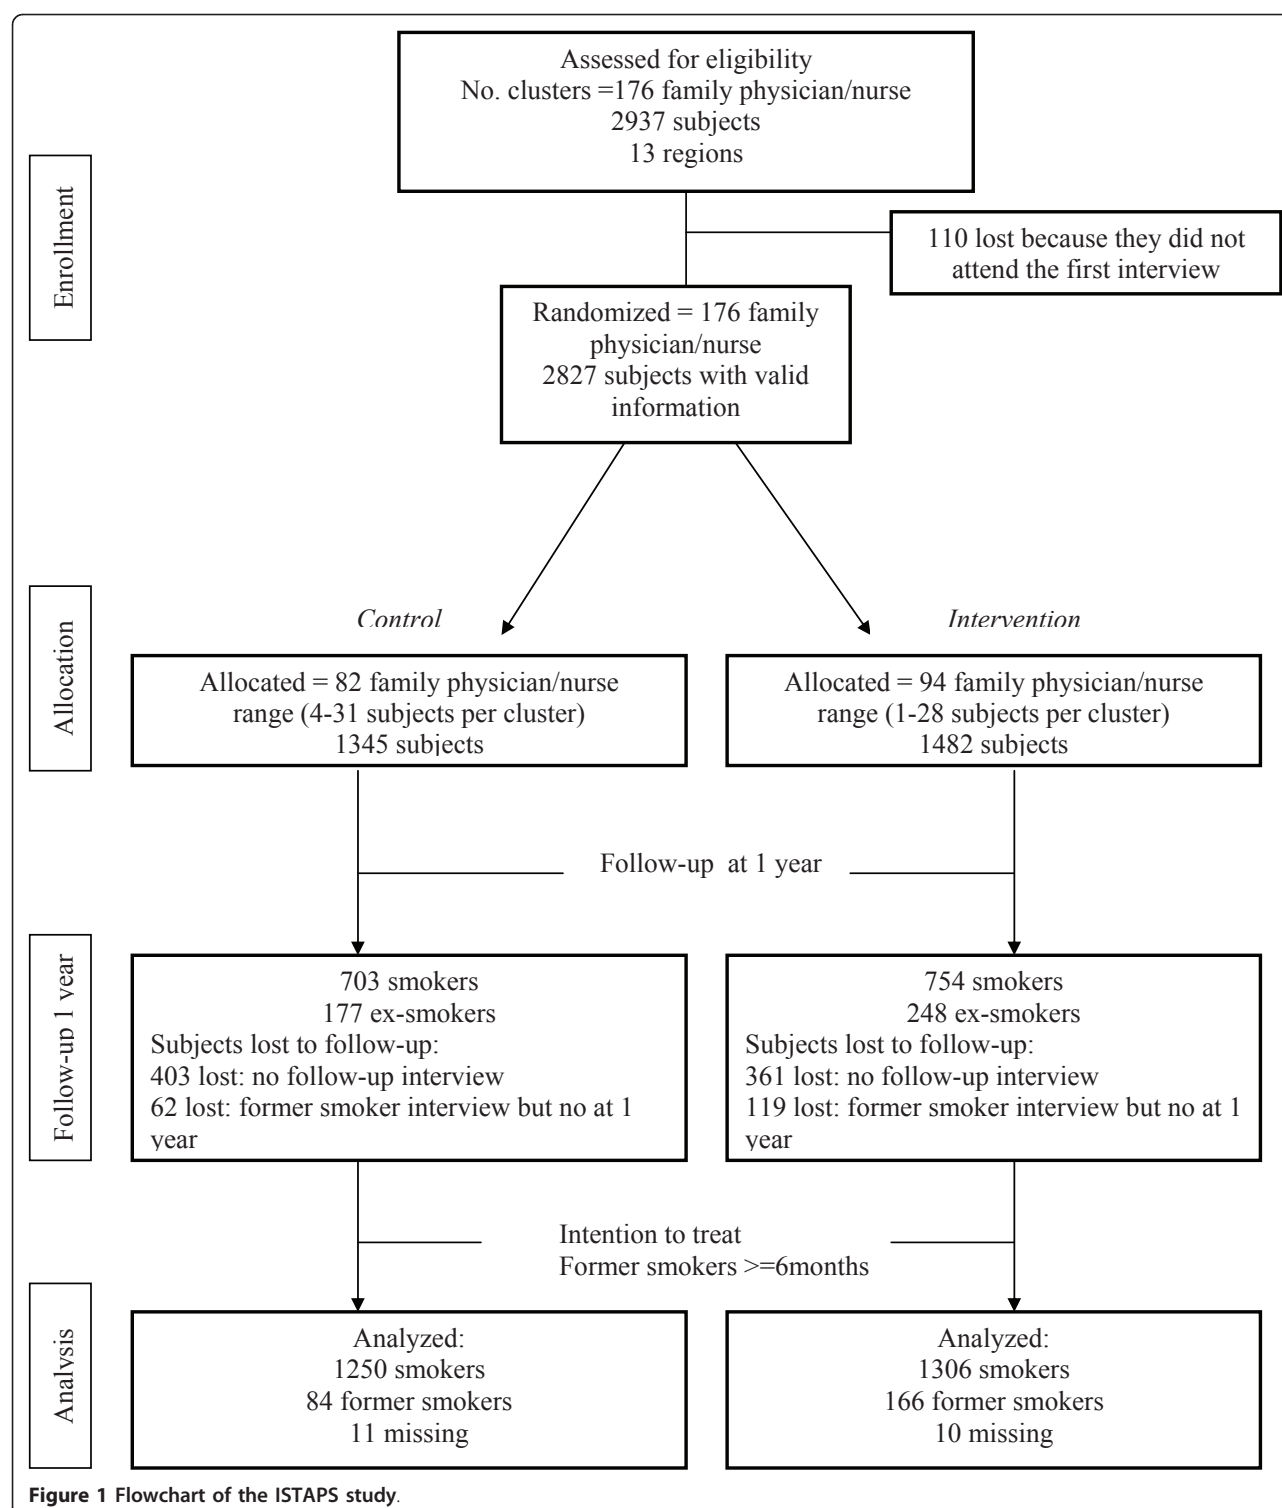 Assessed for eligibility
No. clusters =176 family physician/nurse
2937 subjects
13 regions
Enrollment
110 lost because they did not
attend the first interview
Randomized = 176 family
physician/nurse
2827 subjects with valid
information
Control
Intervention
Allocation
Allocated = 82 family physician/nurse
range (4-31 subjects per cluster)
1345 subjects
Allocated = 94 family physician/nurse
range (1-28 subjects per cluster)
1482 subjects
Follow-up at 1 year
Follow-up 1 year
703 smokers
177 ex-smokers
Subjects lost to follow-up:
403 lost: no follow-up interview
62 lost: former smoker interview but no at 1
year
754 smokers
248 ex-smokers
Subjects lost to follow-up:
361 lost: no follow-up interview
119 lost: former smoker interview but no at 1
year
Intention to treat
Former smokers >=6months
Analysis
Analyzed:
1250 smokers
84 former smokers
11 missing
Analyzed:
1306 smokers
166 former smokers
10 missing
Figure 1 Flowchart of the ISTAPS study.